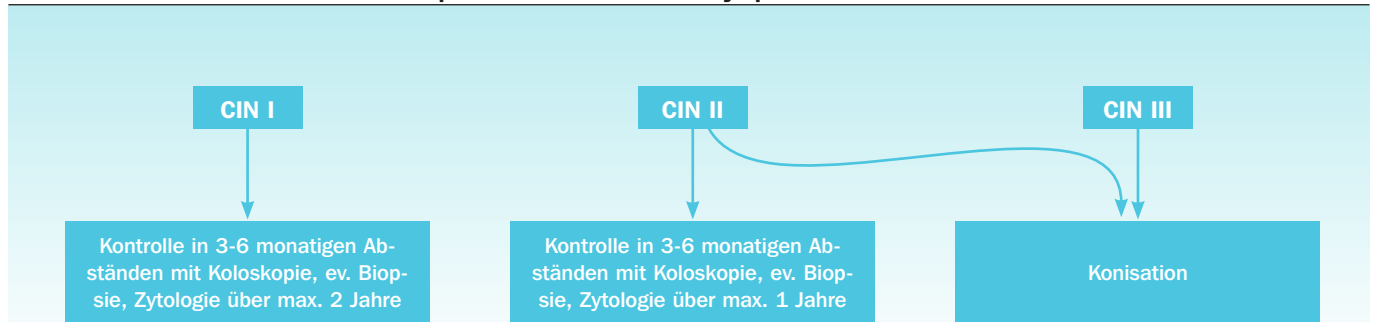 CIN I
CIN II
CIN III
Kontrolle in 3-6 monatigen Ab-
ständen mit Koloskopie, ev. Biop-
sie, Zytologie über max. 2 Jahre
Kontrolle in 3-6 monatigen Ab-
ständen mit Koloskopie, ev. Biop-
sie, Zytologie über max. 1 Jahre
Konisation